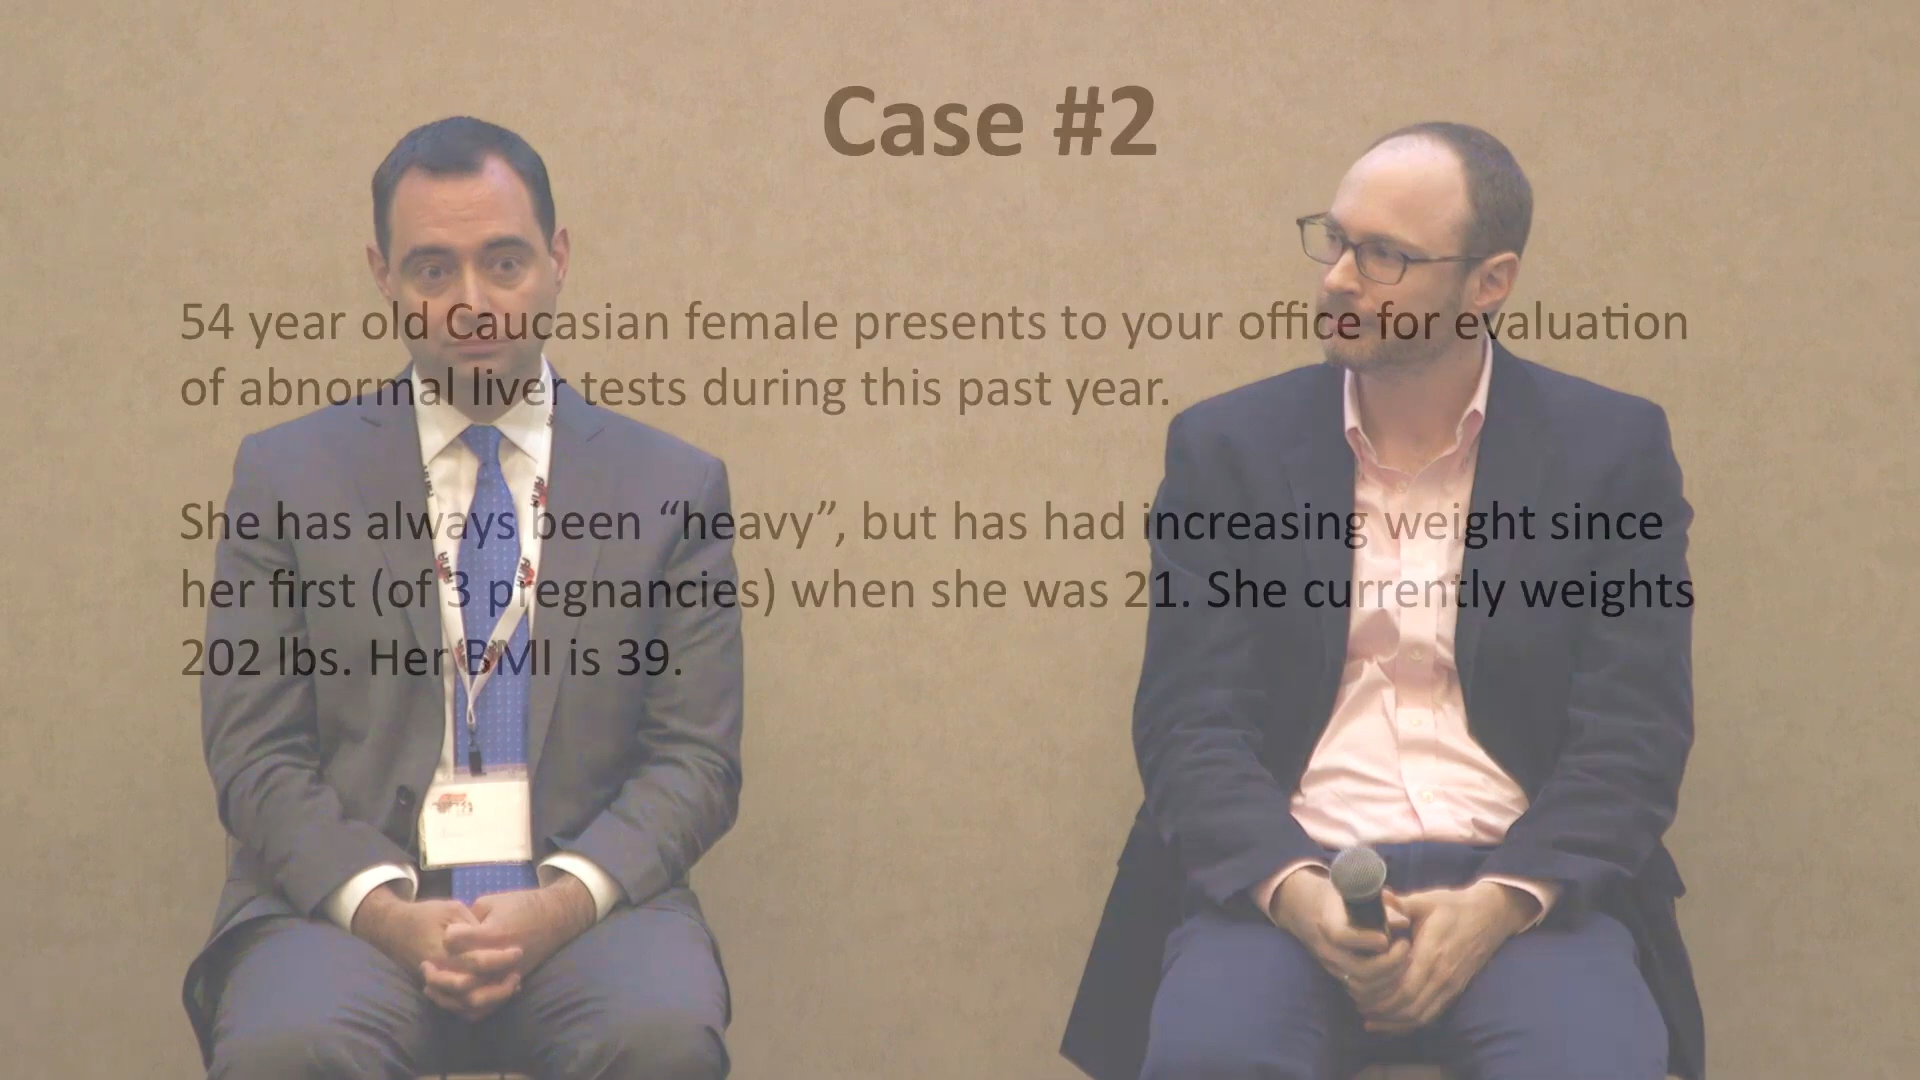 Case #2
54 year old Caucasian female presents to your office for evaluation
of abnormal liver tests during this past year.
She has always been “heavy”, but has had increasing weight since
her first (of 3 pregnancies) when she was 21. She currently weights
202 lbs. Her BMI is 39.